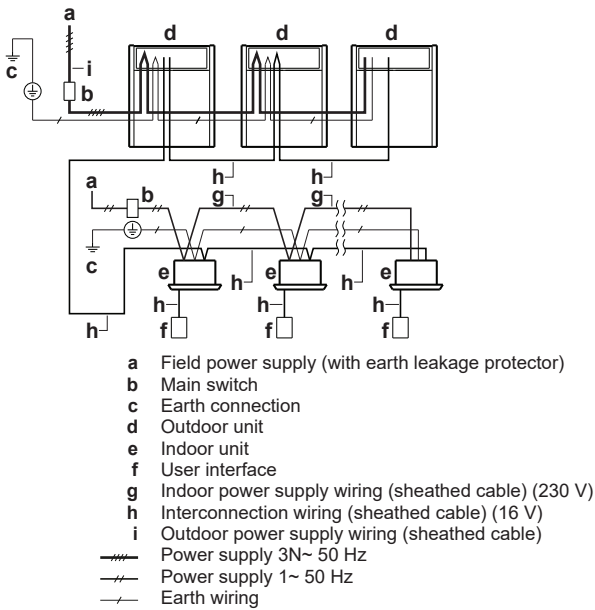 a
d
d
d
c
i
b
h
h
a
b
g
g
c
e
h
e
h
e
h
h
h
h
f
f
f
h
a Field power supply (with earth leakage protector)
b Main switch
c Earth connection
d Outdoor unit
e Indoor unit
f User interface
g Indoor power supply wiring (sheathed cable) (230 V)
h Interconnection wiring (sheathed cable) (16 V)
i Outdoor power supply wiring (sheathed cable)
Power supply 3N~ 50 Hz
Power supply 1~ 50 Hz
Earth wiring